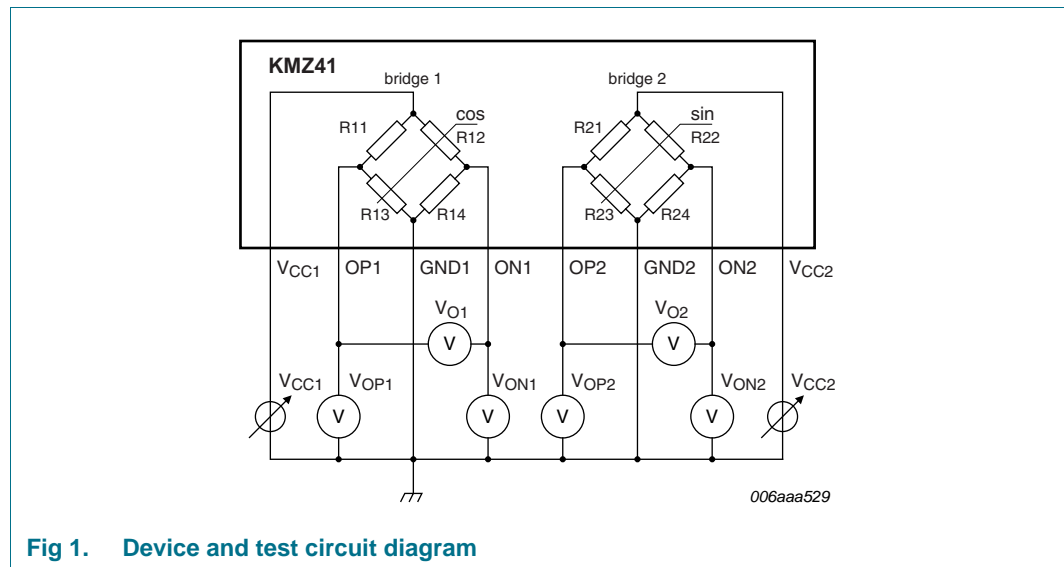 KMZ41
bridge 1
bridge 2
cos
sin
R11
R12
R21
R22
R13
R14
R23
R24
VCC1
OP1
GND1
ON1
OP2
GND2
ON2
VCC2
VO1
VO2
V
V
VCC1
VOP1
VON1
VOP2
VON2
VCC2
V
V
V
V
006aaa529
Fig 1. Device and test circuit diagram